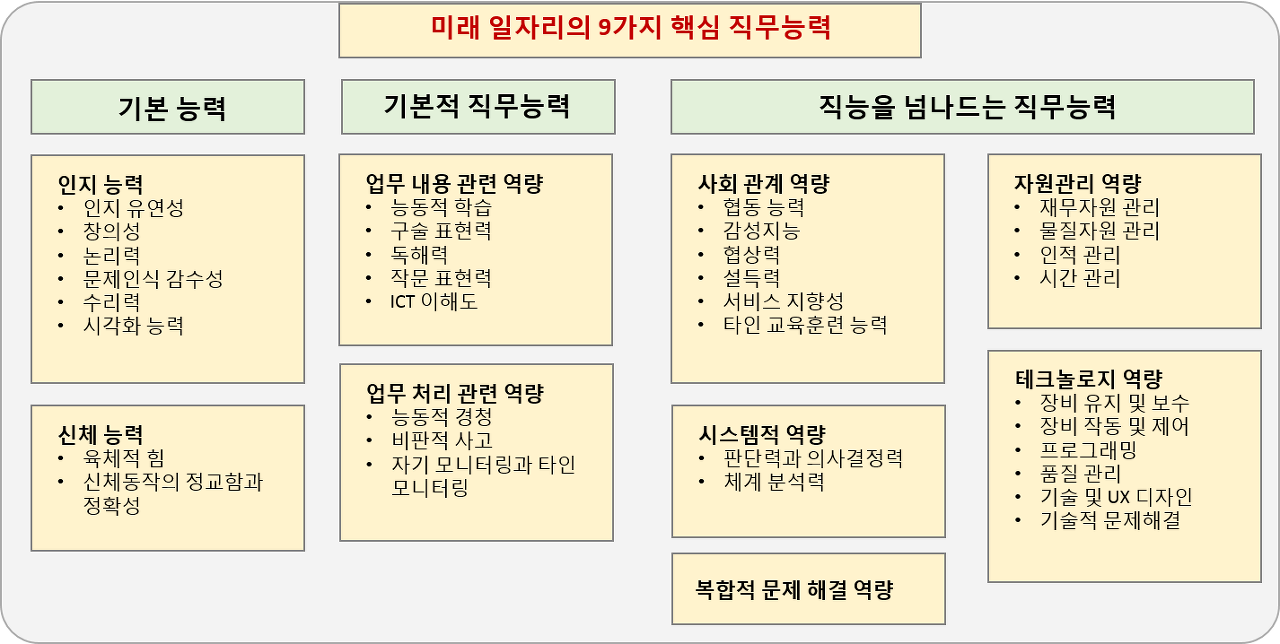 미래 일자리의 9가지 핵심 직무능력
기본 능력
인지 능력
• 인지 유연성
• 창의성
• 논리력
• 문제인식 감수성
• 수리력
• 시각화 능력
신체 능력
• 육체적 힘
• 신체동작의 정교함과
정확성
기본적 직무능력
업무 내용 관련 역량
• 능동적 학습
• 구술 표현력
• 독해력
• 작문 표현력
• ICT 이해도
업무 처리 관련 역량
• 능동적 경청
• 비판적 사고
• 자기 모니터링과 타인
모니터링
직능을 넘나드는 직무능력
사회 관계 역량
• 협동 능력
• 감성지능
• 협상력
• 설득력
• 서비스 지향성
• 타인 교육훈련 능력
시스템적 역량
• 판단력과 의사결정력
• 체계 분석력
복합적 문제 해결 역량
자원관리 역량
• 재무자원 관리
• 물질자원 관리
• 인적 관리
• 시간 관리
테크놀로지 역량
• 장비 유지 및 보수
• 장비 작동 및 제어
• 프로그래밍
• 품질 관리
• 기술 및 UX 디자인
• 기술적 문제해결